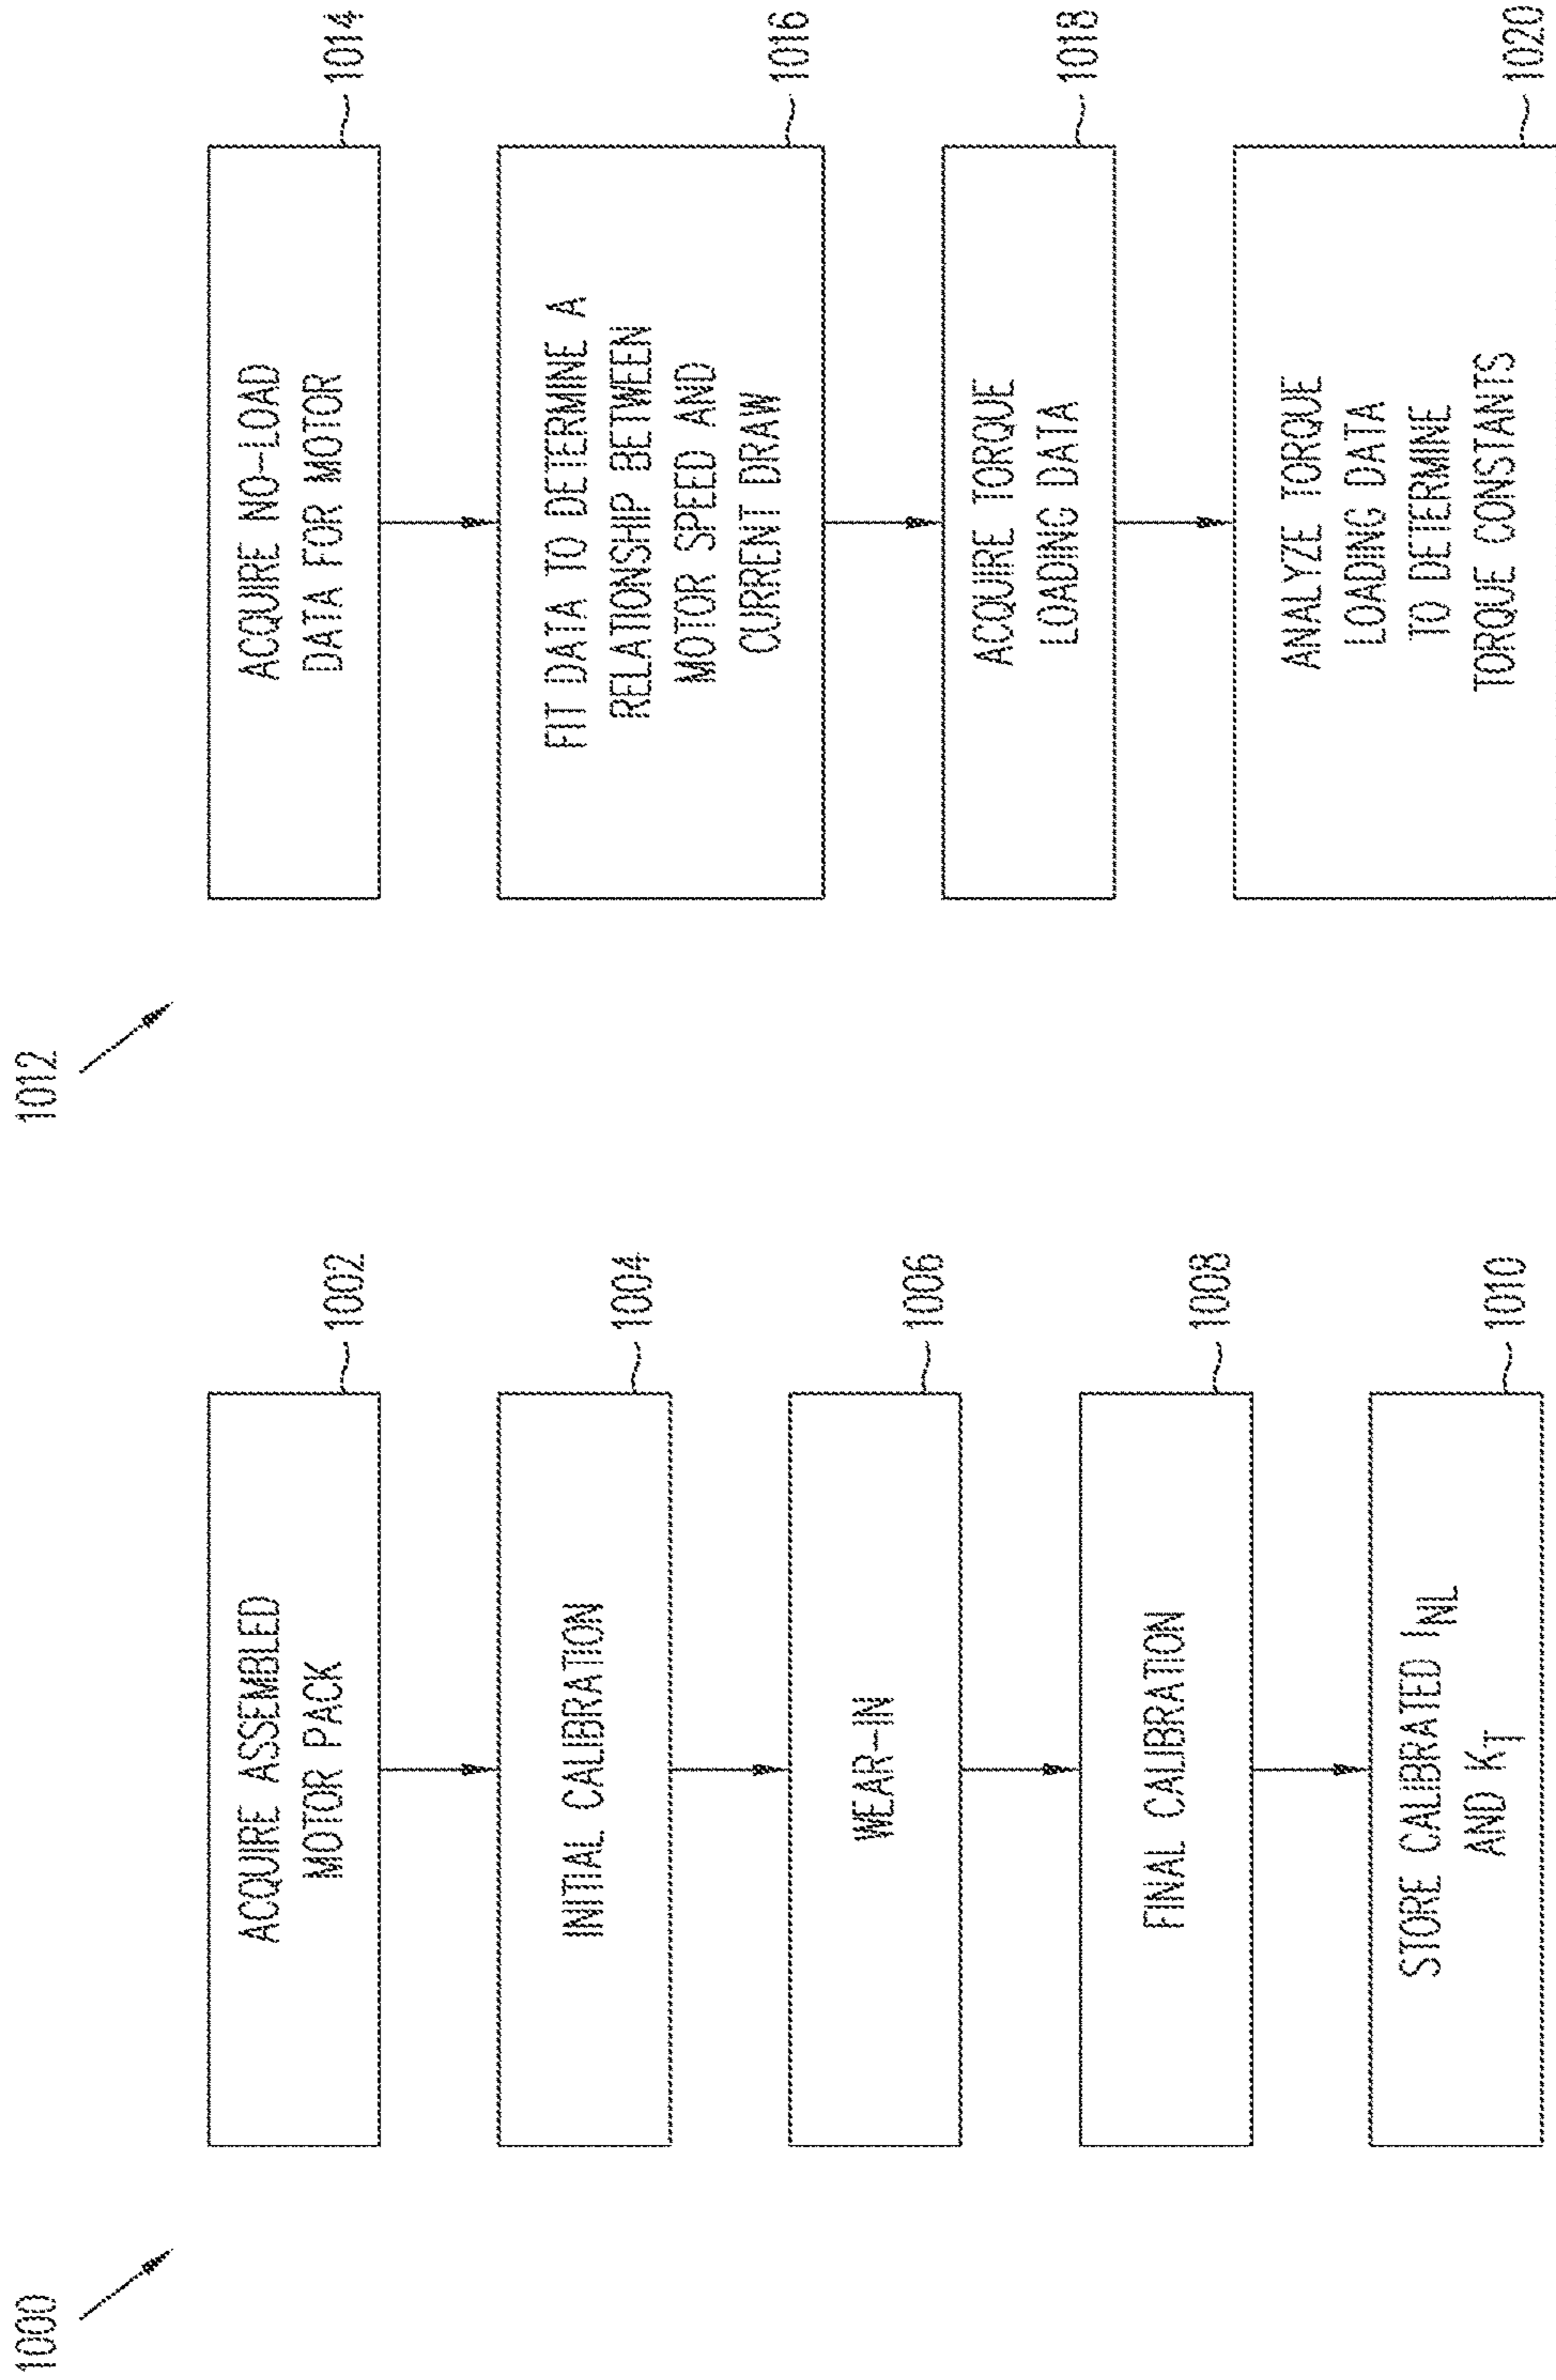 1000
ACQUIRE ASSEMBLED
MOTOR PACK
1002
INITIAL CALIBRATION
1004
WEAR-IN
1006
FINAL CALIBRATION
1008
STORE CALIBRATED INL
AND KT
1010
1012
ACQUIRE NO-LOAD
DATA FOR MOTOR
1014
FIT DATA TO DETERMINE A
RELATIONSHIP BETWEEN
MOTOR SPEED AND
CURRENT DRAW
1016
ACQUIRE TORQUE
LOADING DATA
1018
ANALYZE TORQUE
LOADING DATA
TO DETERMINE
TORQUE CONSTANTS
1020